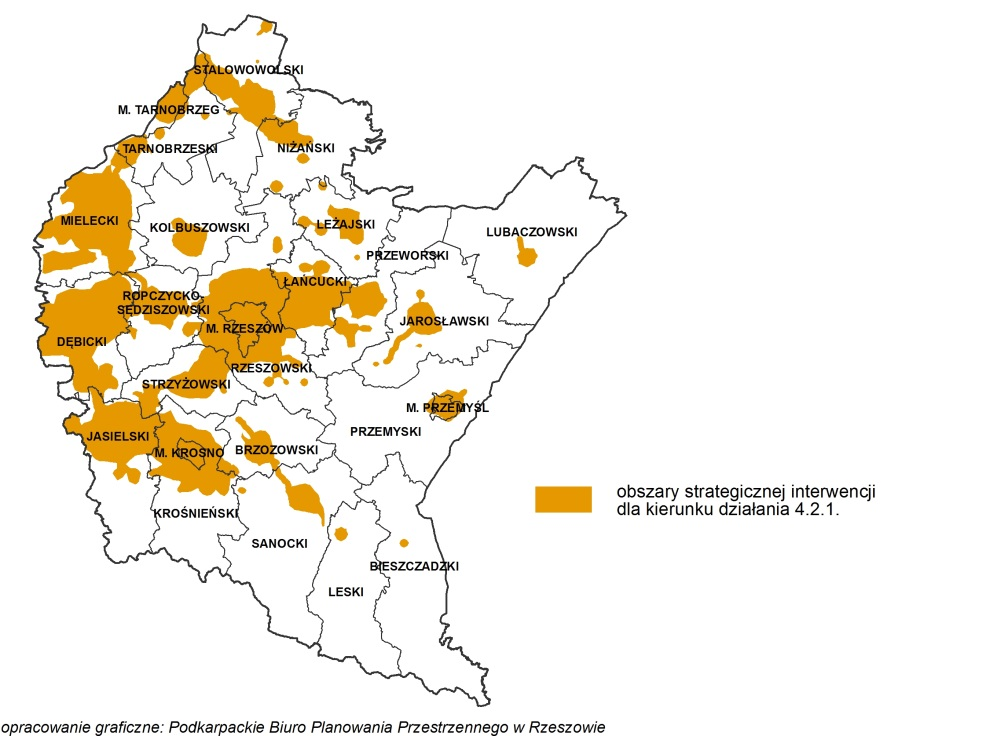 STALOWOWOLSKI
M. TARNOBRZEG
TARNOBRZESKI
NIŻAŃSKI
MIELECKI
KOLBUSZOWSKI
LEŻAJSKI
LUBACZOWSKI
PRZEWORSKI
ŁAŃCUCKI
ROPCZYCKO-
SĘDZISZOWSKI
JAROSŁAWSKI
M. RZESZÓW
DĘBICKI
RZESZOWSKI
STRZYŻOWSKI
M. PRZEMYŚL
JASIELSKI
PRZEMYSKI
M. KROSNO
BRZOZOWSKI
obszary strategicznej interwencji
dla kierunku działania 4.2.1.
KROŚNIEŃSKI
SANOCKI
BIESZCZADZKI
LESKI
opracowanie graficzne: Podkarpackie Biuro Planowania Przestrzennego w Rzeszowie